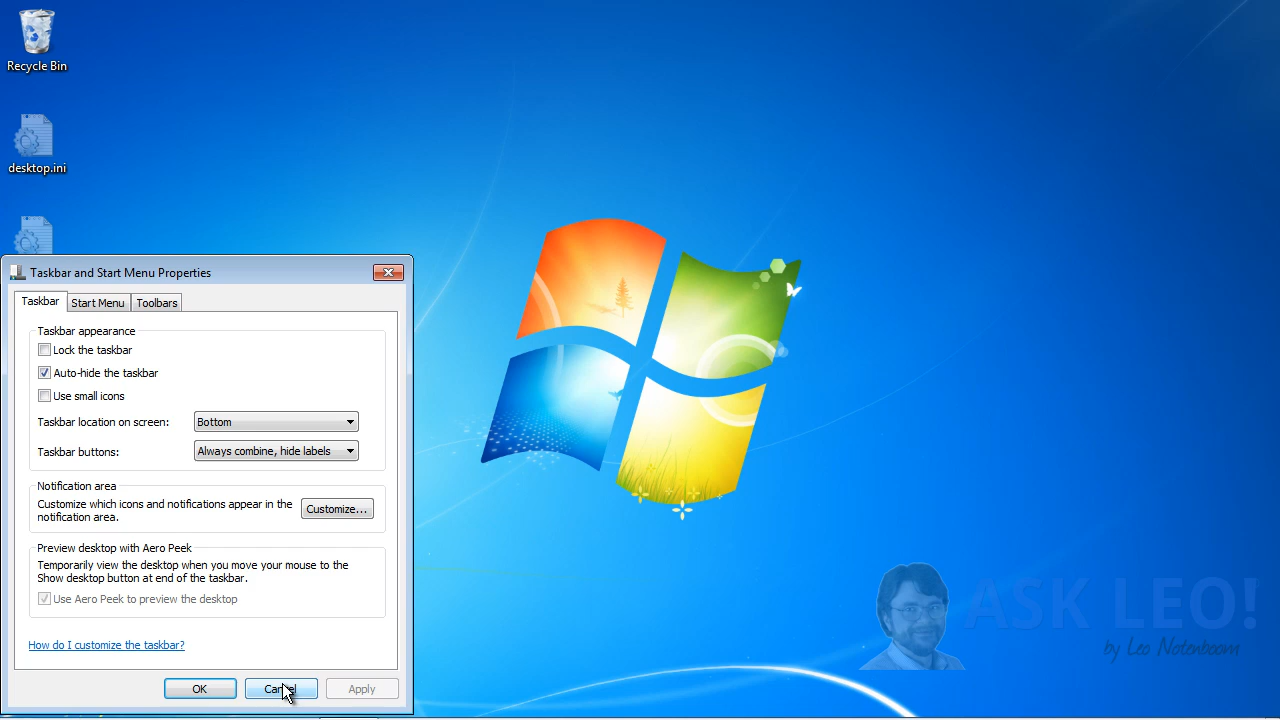 Recycle Bin
desktop.ini
Taskbar and Start Menu Properties
Taskbar
Start Menu
Toolbars
Taskbar appearance
Lock the taskbar
Auto-hide the taskbar
Use small icons
Taskbar location on screen:
Bottom
Taskbar buttons:
Always combine, hide labels
Notification area
Customize which icons and notifications appear in the
notification area.
Customize...
Preview desktop with Aero Peek
Temporarily view the desktop when you move your mouse to the
Show desktop button at end of the taskbar.
Use Aero Peek to preview the desktop
How do I customize the taskbar?
OK
Cancel
Apply
ASK LEO!
by Leo Notenboom